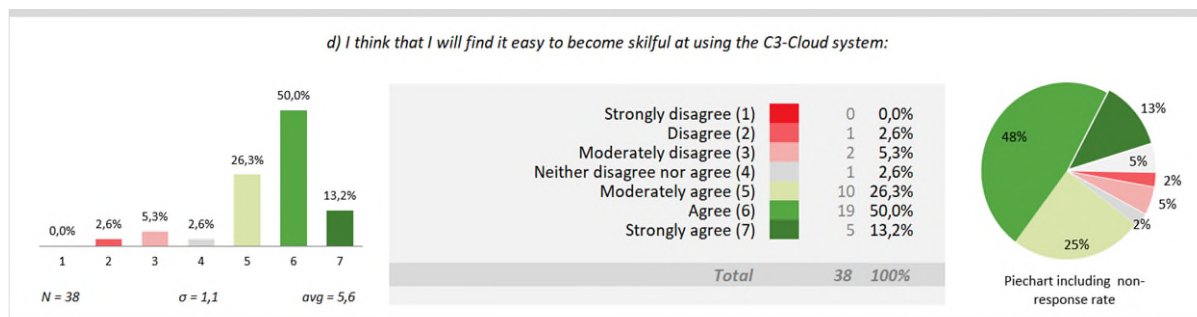 d) I think that I will find it easy to become skilful at using the C3-Cloud system:
50,0%
26,3%
13,2%
5,3%
2,6%
2,6%
0,0%
1 2 3 4 5 6 7
N = 38 σ = 1,1 avg = 5,6
Strongly disagree (1) 0 0,0%
Disagree (2) 1 2,6%
Moderately disagree (3) 2 5,3%
Neither disagree nor agree (4) 1 2,6%
Moderately agree (5) 10 26,3%
Agree (6) 19 50,0%
Strongly agree (7) 5 13,2%
Total 38 100%
13%
48%
5%
2%
5%
2%
25%
Piechart including non-
response rate